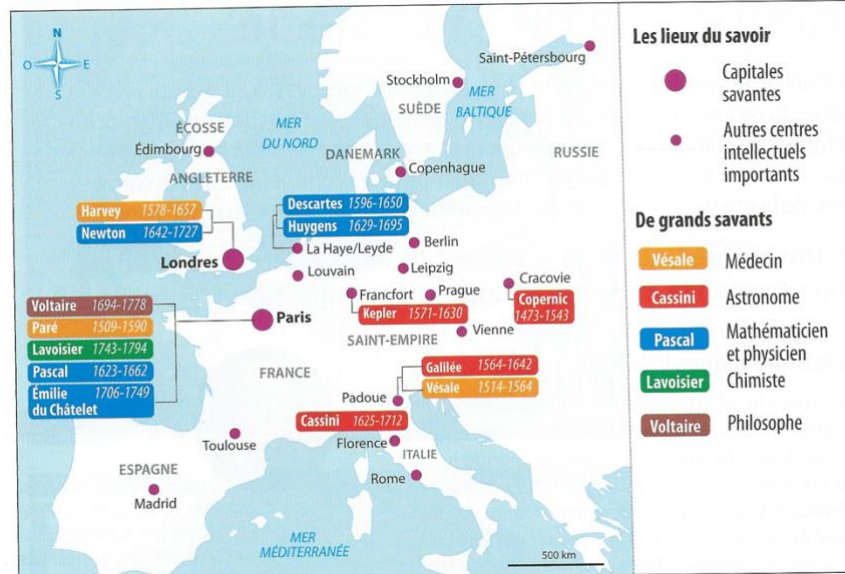 N
O
E
S
Saint-Pétersbourg
Stockholm
SUÈDE
MER
BALTIQUE
ÉCOSSE
Édimbourg
MER
DU NORD
DANEMARK
RUSSIE
ANGLETERRE
Copenhague
Harvey 1578-1657
Newton 1642-1727
Descartes 1596-1650
Huygens 1629-1695
Londres
La Haye/Leyde
Berlin
Louvain
Leipzig
Cracovie
Copernic
1473-1543
Francfort
Prague
Kepler 1571-1630
Voltaire 1694-1778
Paré 1509-1590
Lavoisier 1743-1794
Pascal 1623-1662
Émilie 1706-1749
du Châtelet
Paris
Vienne
SAINT-EMPIRE
FRANCE
Galilée 1564-1642
Vésale 1514-1564
Padoue
Cassini 1625-1712
Toulouse
Florence
ITALIE
ESPAGNE
Madrid
Rome
MER
MÉDITERRANÉE
500 km
Les lieux du savoir
Capitales
savantes
Autres centres
intellectuels
importants
De grands savants
Vésale Médecin
Cassini Astronome
Pascal Mathématicien
et physicien
Lavoisier Chimiste
Voltaire Philosophe